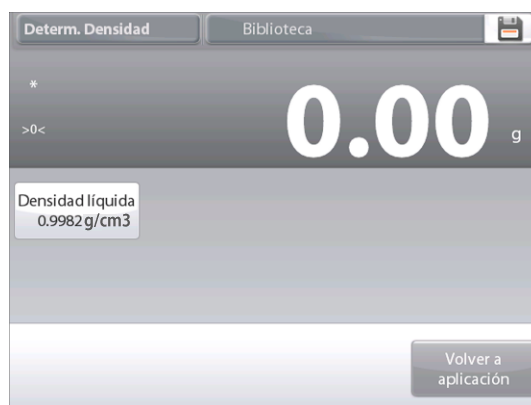 Determ. Densidad
Biblioteca
*
>0<
0.00 g
Densidad líquida
0.9982 g/cm3
Volver a
aplicación